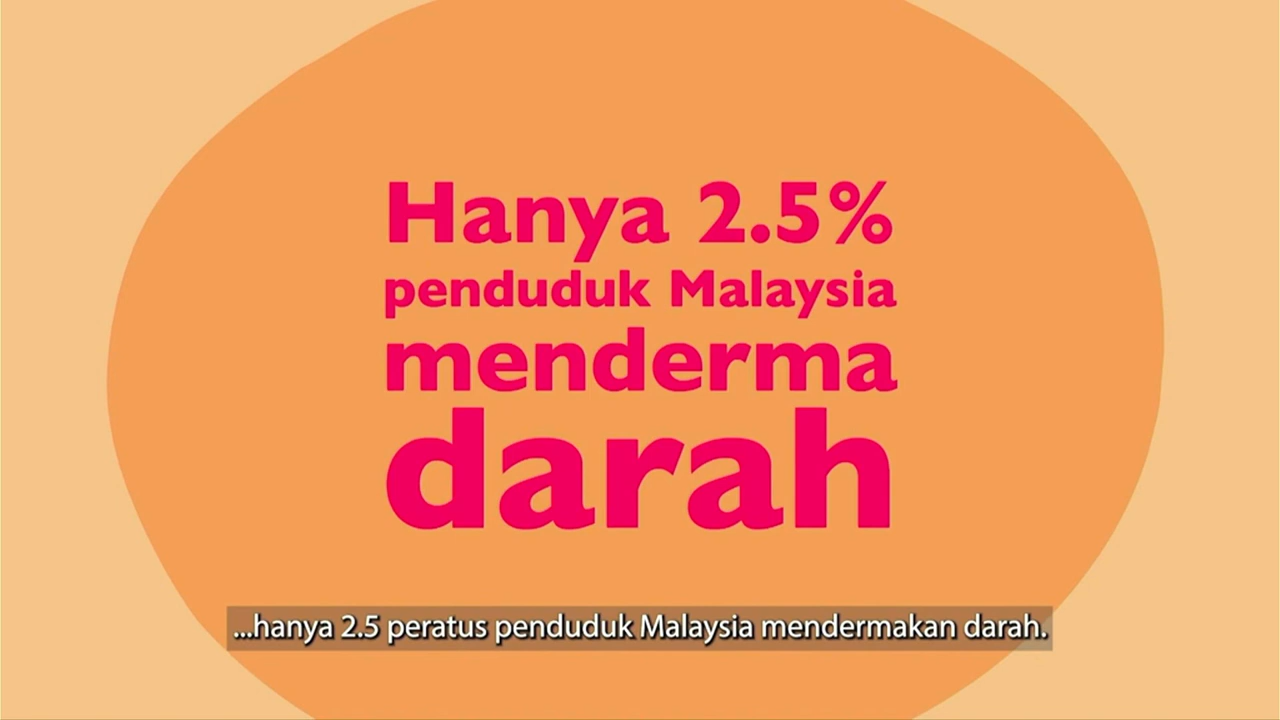 Hanya 2.5%
penduduk Malaysia
menderma
darah
...hanya 2.5 peratus penduduk Malaysia mendermakan darah.